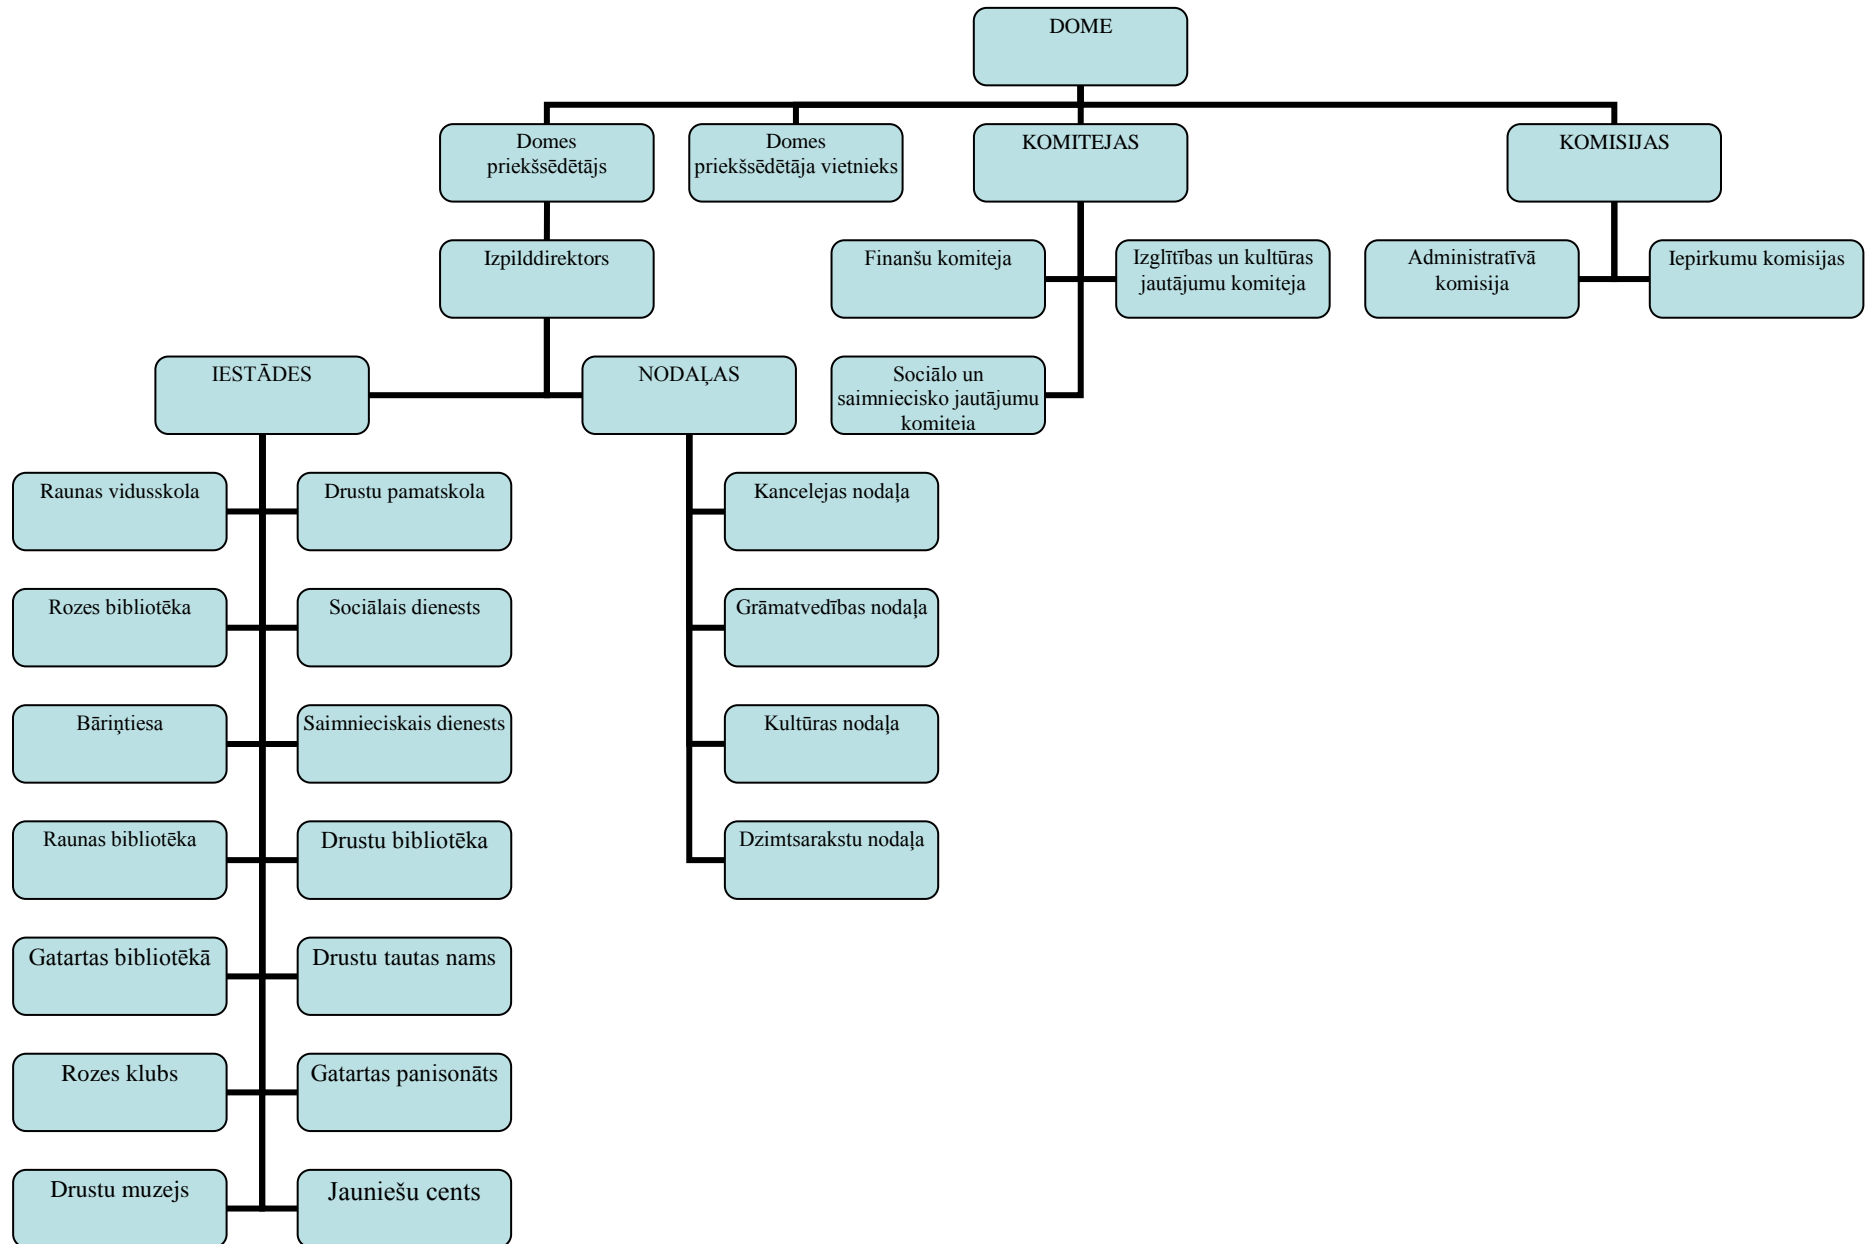 DOME
Domes
priekšsēdētājs
Domes
priekšsēdētāja vietnieks
KOMITEJAS
KOMISIJAS
Izpilddirektors
Finanšu komiteja
Izglītības un kultūras
jautājumu komiteja
Administratīvā
komisija
Iepirkumu komisijas
IESTĀDES
NODAĻAS
Sociālo un
saimniecisko jautājumu
komiteja
Raunas vidusskola
Drustu pamatskola
Kancelejas nodaļa
Rozes bibliotēka
Sociālais dienests
Grāmatvedības nodaļa
Bāriņtiesa
Saimnieciskais dienests
Kultūras nodaļa
Raunas bibliotēka
Drustu bibliotēka
Dzimtsarakstu nodaļa
Gatartas bibliotēkā
Drustu tautas nams
Rozes klubs
Gatartas panisonāts
Drustu muzejs
Jauniešu cents